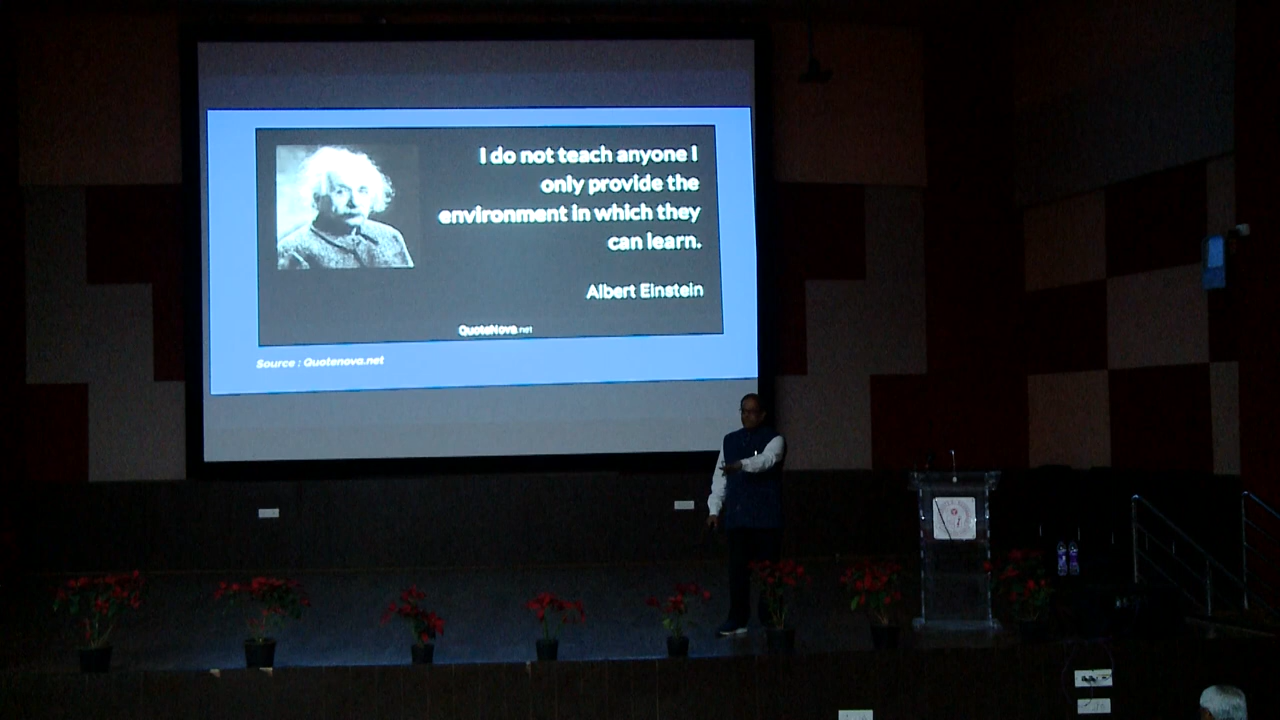 I do not teach anyone I
only provide the
environment in which they
can learn.
Albert Einstein
QuoteNova.net
Source : Quotenova.net